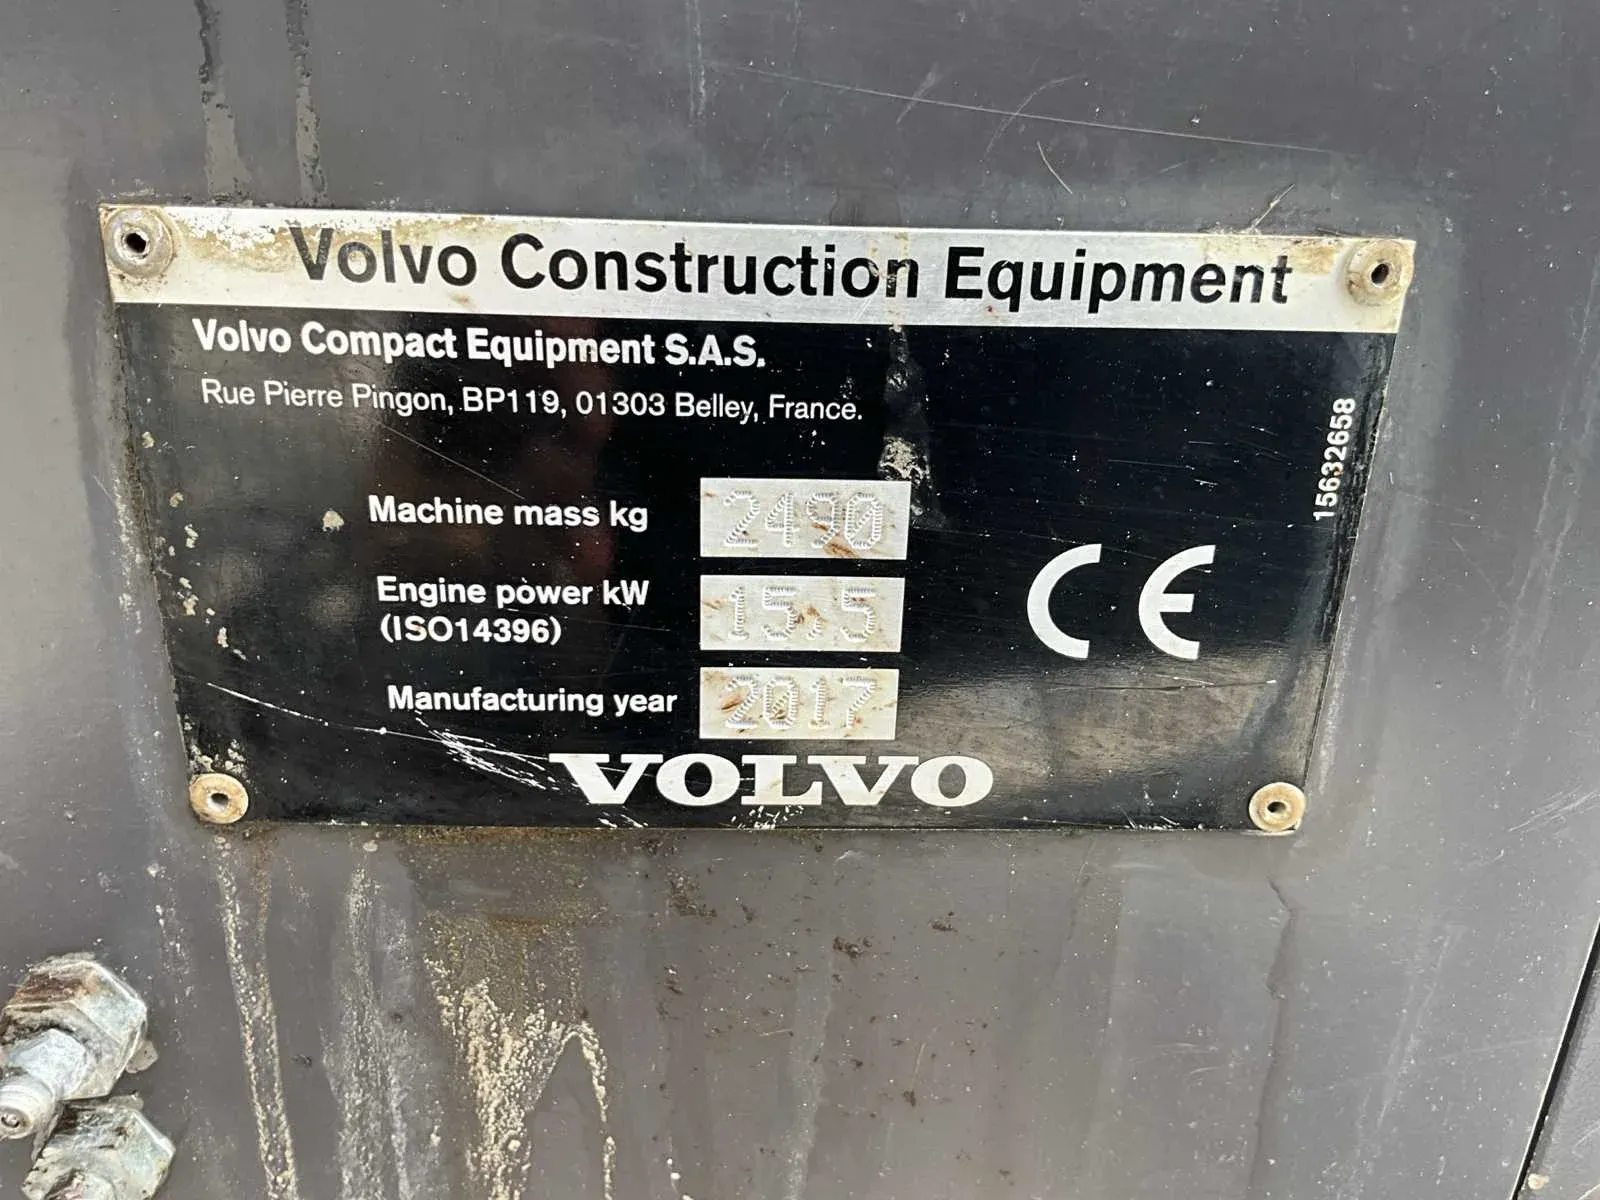 Volvo Construction Equipment
Volvo Compact Equipment S.A.S.
Rue Pierre Pingon, BP119, 01303 Belley, France.
Machine mass kg 2490
Engine power kW 15,5
(ISO14396)
Manufacturing year 2017
VOLVO
CE
15632658